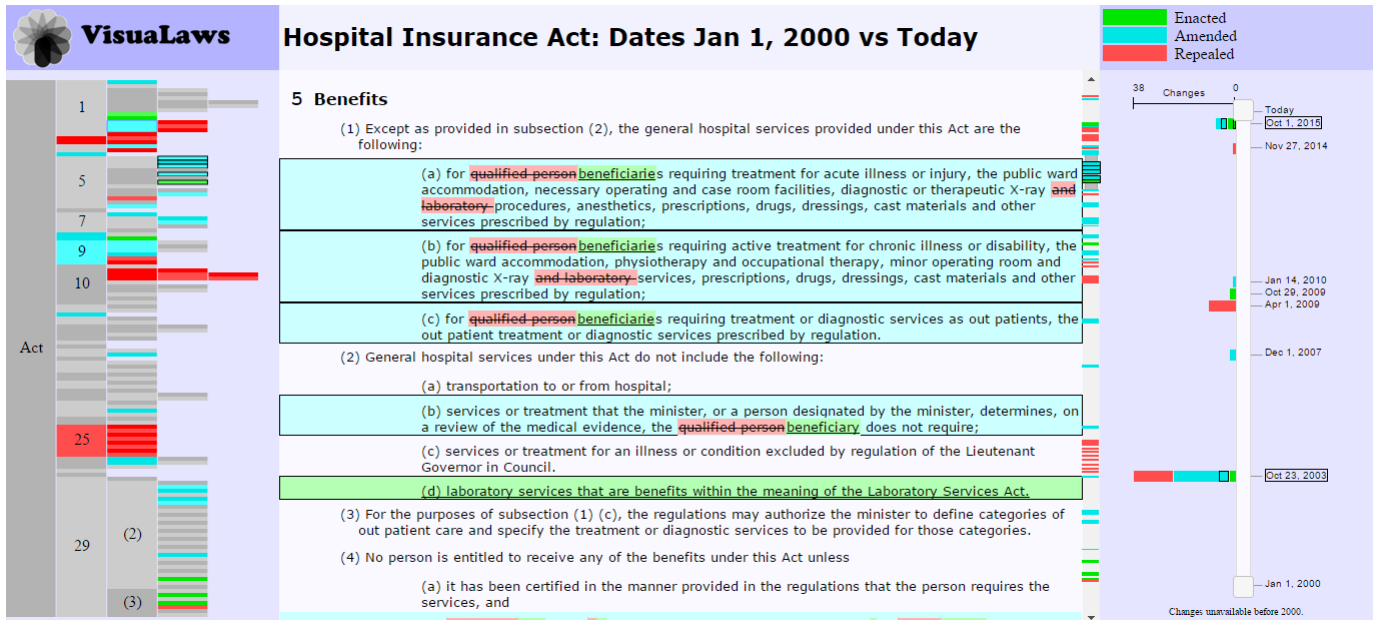 VisuaLaws
Hospital Insurance Act: Dates Jan 1, 2000 vs Today
Enacted
Amended
Repealed
Act
1
5
7
9
10
25
29
(2)
(3)
5 Benefits
(1) Except as provided in subsection (2), the general hospital services provided under this Act are the
following:
(a) for qualified person beneficiaries requiring treatment for acute illness or injury, the public ward
accommodation, necessary operating and case room facilities, diagnostic or therapeutic X-ray and
laboratory procedures, anesthetics, prescriptions, drugs, dressings, cast materials and other
services prescribed by regulation;
(b) for qualified person beneficiaries requiring active treatment for chronic illness or disability, the
public ward accommodation, physiotherapy and occupational therapy, minor operating room and
diagnostic X-ray and laboratory services, prescriptions, drugs, dressings, cast materials and other
services prescribed by regulation;
(c) for qualified person beneficiaries requiring treatment or diagnostic services as out patients, the
out patient treatment or diagnostic services prescribed by regulation.
(2) General hospital services under this Act do not include the following:
(a) transportation to or from hospital;
(b) services or treatment that the minister, or a person designated by the minister, determines, on
a review of the medical evidence, the qualified person beneficiary does not require;
(c) services or treatment for an illness or condition excluded by regulation of the Lieutenant
Governor in Council.
(d) laboratory services that are benefits within the meaning of the Laboratory Services Act.
(3) For the purposes of subsection (1) (c), the regulations may authorize the minister to define categories of
out patient care and specify the treatment or diagnostic services to be provided for those categories.
(4) No person is entitled to receive any of the benefits under this Act unless
(a) it has been certified in the manner provided in the regulations that the person requires the
services, and
38 Changes 0
Today
Oct 1, 2015
Nov 27, 2014
Jan 14, 2010
Oct 29, 2009
Apr 1, 2009
Dec 1, 2007
Oct 23, 2003
Jan 1, 2000
Changes unavailable before 2000.